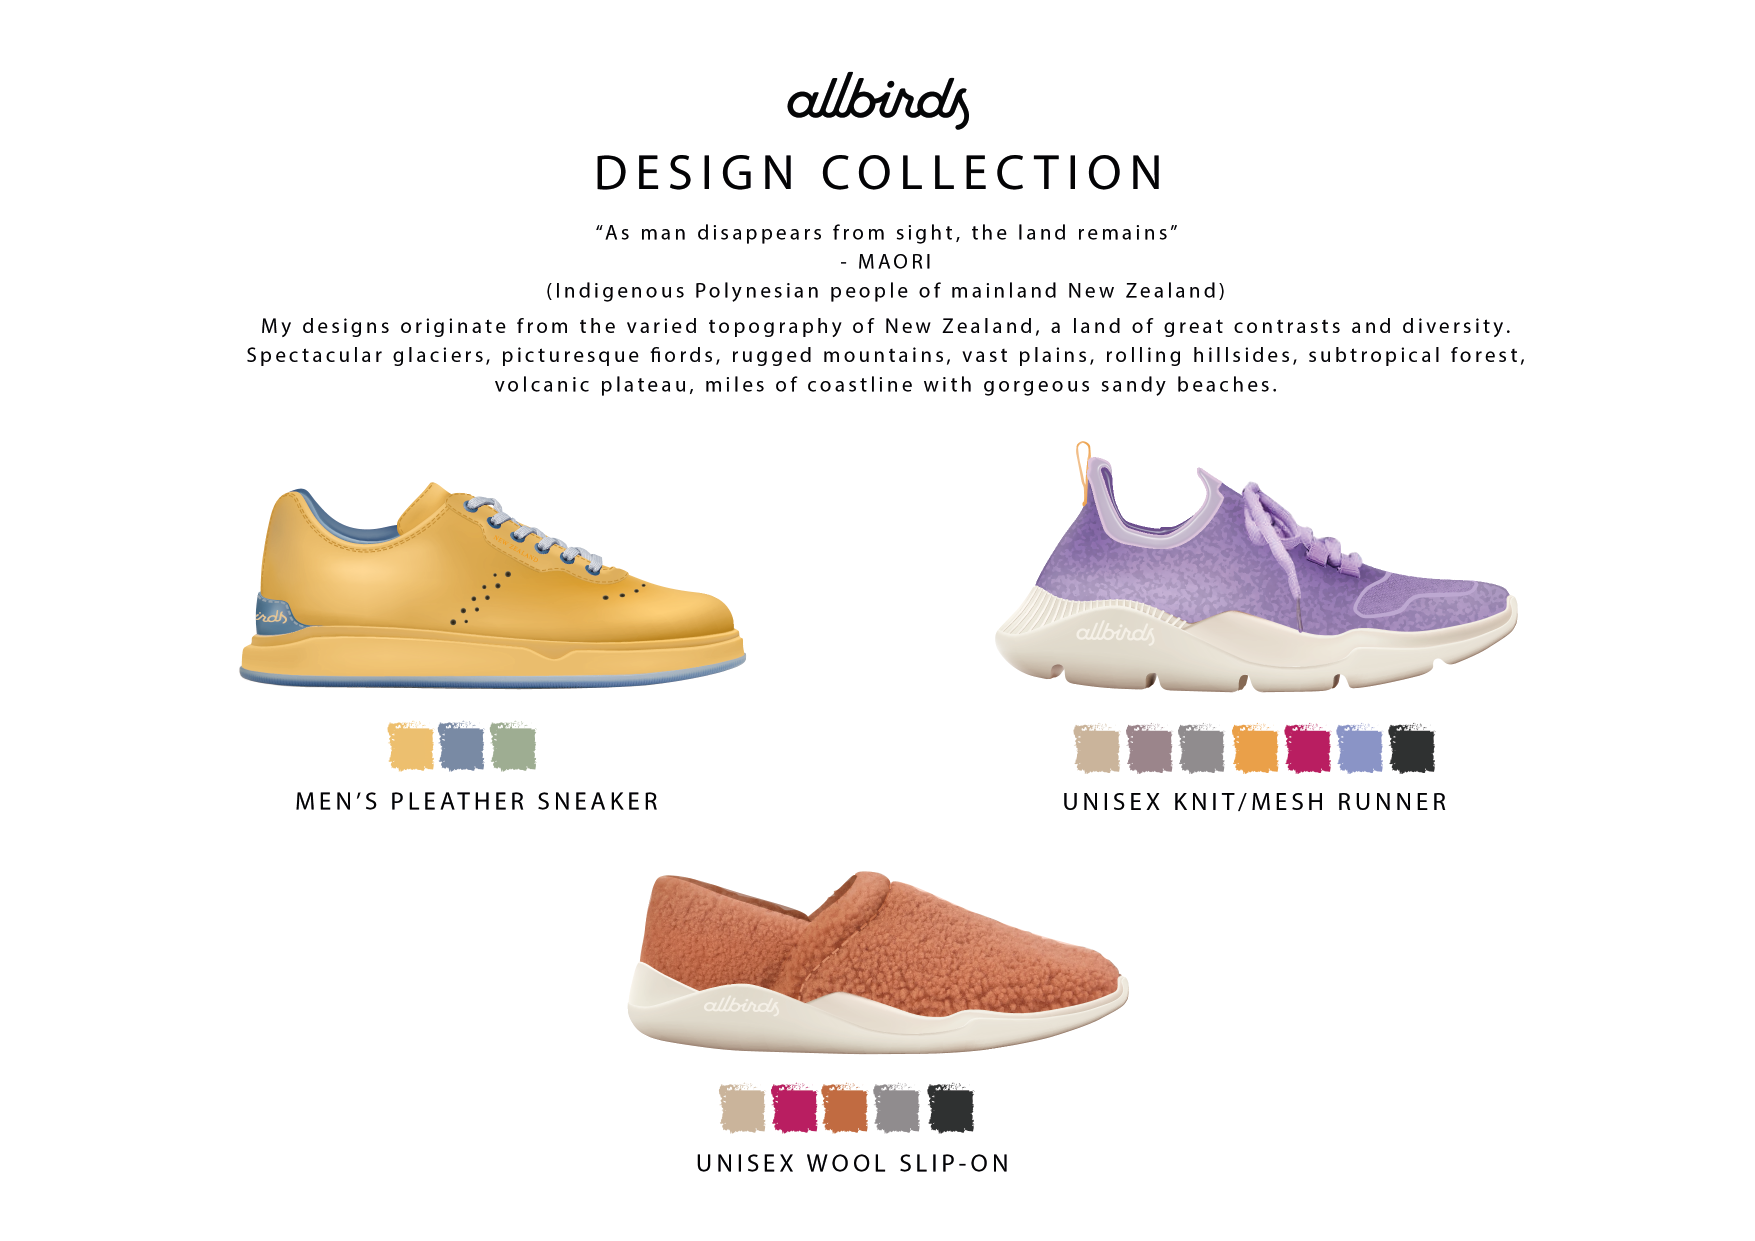 allbirds
DESIGN COLLECTION
“As man disappears from sight, the land remains”
- MAORI
(Indigenous Polynesian people of mainland New Zealand)
My designs originate from the varied topography of New Zealand, a land of great contrasts and diversity.
Spectacular glaciers, picturesque fiords, rugged mountains, vast plains, rolling hillsides, subtropical forest,
volcanic plateau, miles of coastline with gorgeous sandy beaches.
irds
allbirds
MEN’S PLEATHER SNEAKER
UNISEX KNIT/MESH RUNNER
allbirds
UNISEX WOOL SLIP-ON